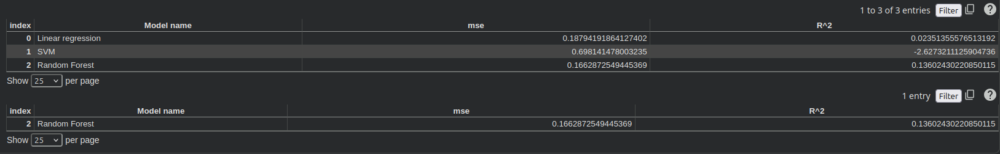 1 to 3 of 3 entries Filter ?
index Model name mse R^2
0 Linear regression 0.18794191864127402 0.02351355576513192
1 SVM 0.698141478003235 -2.6273211125904736
2 Random Forest 0.1662872549445369 0.13602430220850115
Show 25 per page
1 entry Filter ?
index Model name mse R^2
2 Random Forest 0.1662872549445369 0.13602430220850115
Show 25 per page